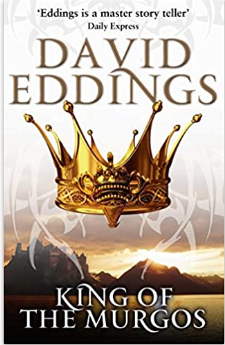 ‘Eddings is a master story teller’
Daily Express
DAVID
EDDINGS
KING OF
THE MURGOS